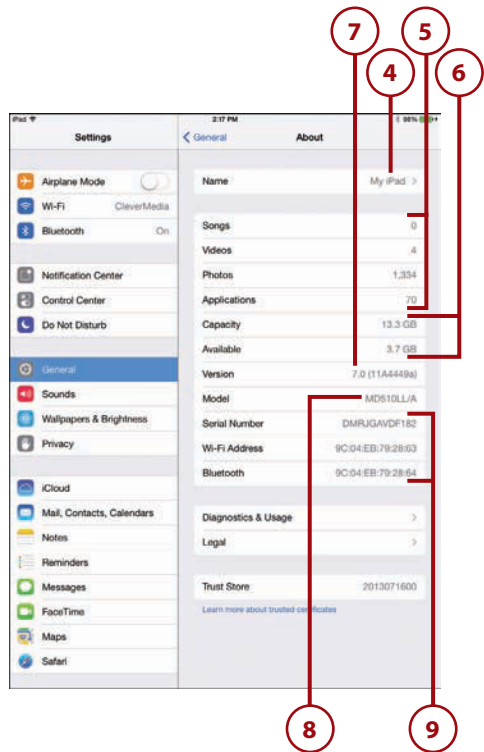 7
5
4
6
iPad
2:17 PM
98%
Settings
General
About
Airplane Mode
Name
My iPad
Wi-Fi
CleverMedia
Bluetooth
On
Songs
0
Videos
4
Notification Center
Photos
1,334
Control Center
Applications
70
Do Not Disturb
Capacity
13.3 GB
Available
3.7 GB
General
Version
7.0 (11A4449a)
Sounds
Model
MD510LL/A
Wallpapers & Brightness
Serial Number
DMRJGAVDF182
Privacy
Wi-Fi Address
9C:04:EB:79:28:63
Bluetooth
9C:04:EB:79:28:64
iCloud
Mail, Contacts, Calendars
Diagnostics & Usage
Notes
Legal
Reminders
Messages
Trust Store
2013071600
FaceTime
Learn more about trusted certificates
Maps
Safari
8
9